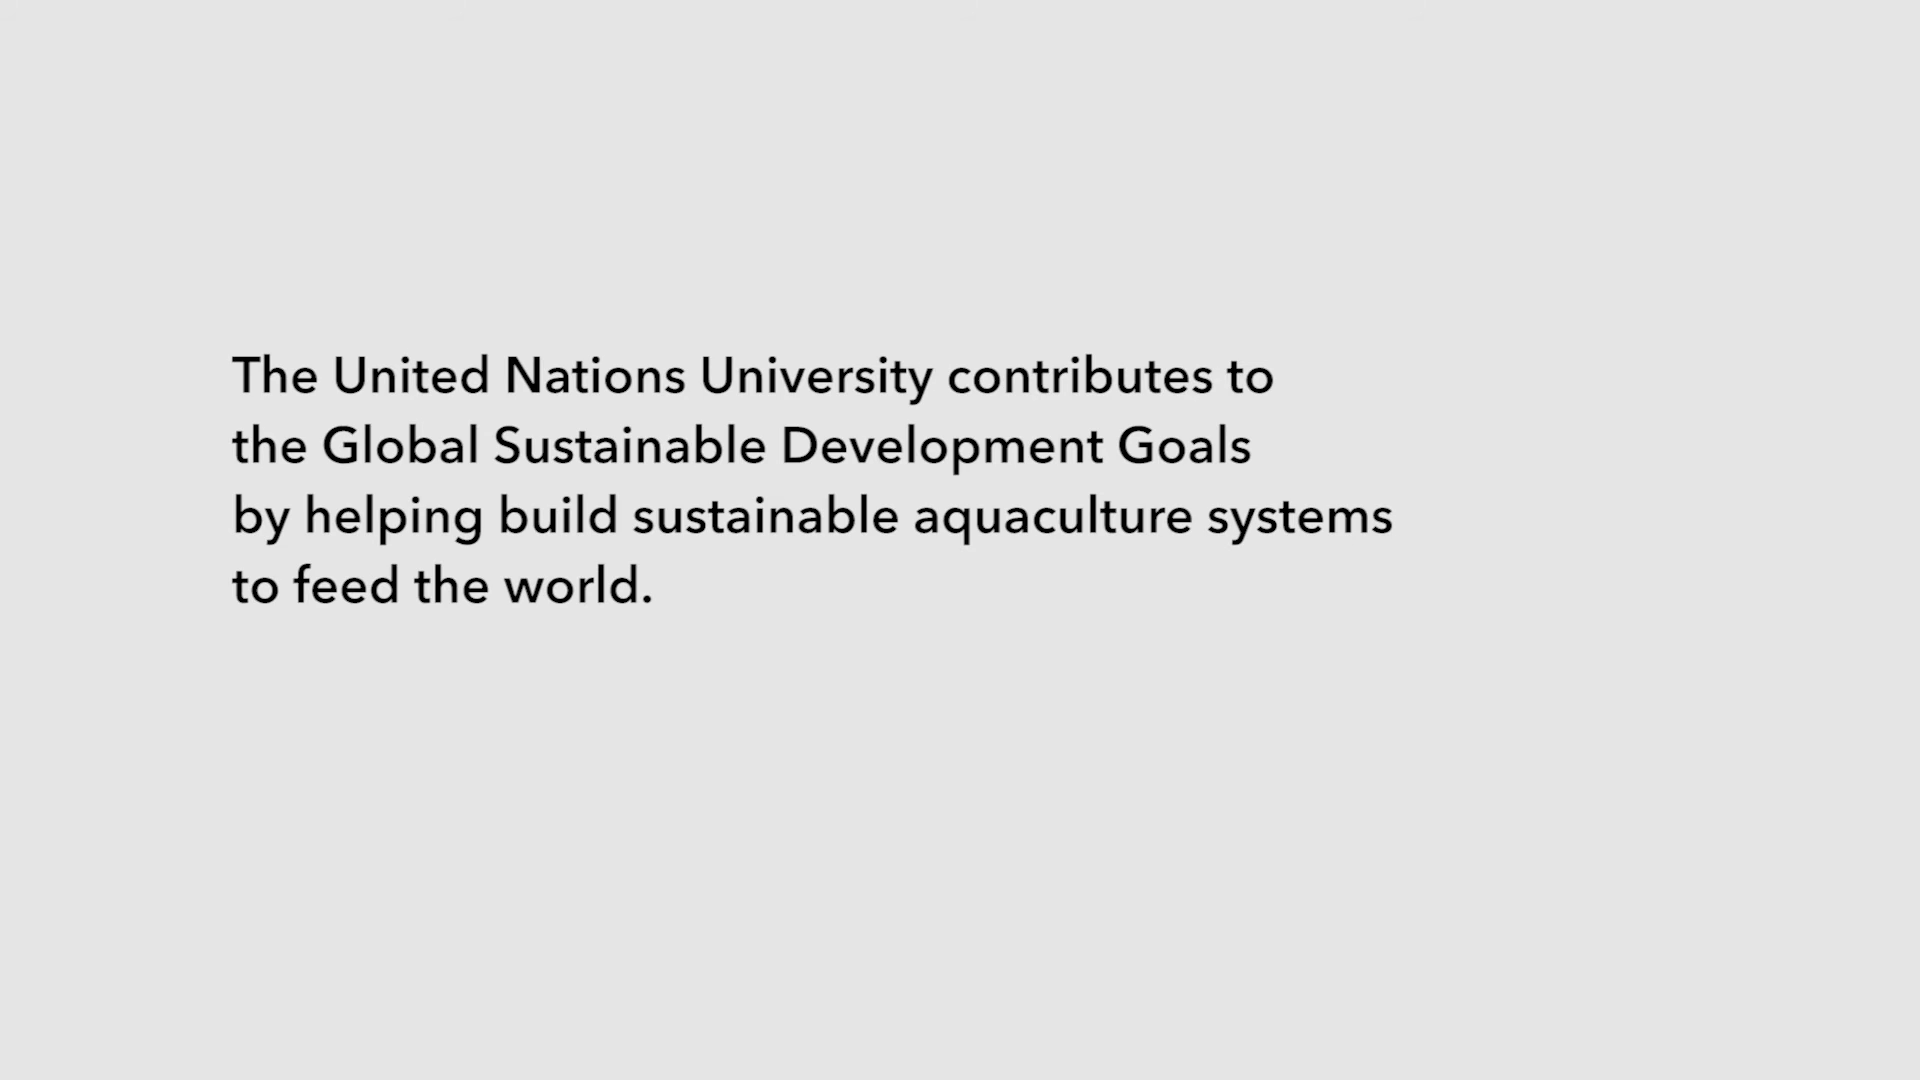 The United Nations University contributes to
the Global Sustainable Development Goals
by helping build sustainable aquaculture systems
to feed the world.